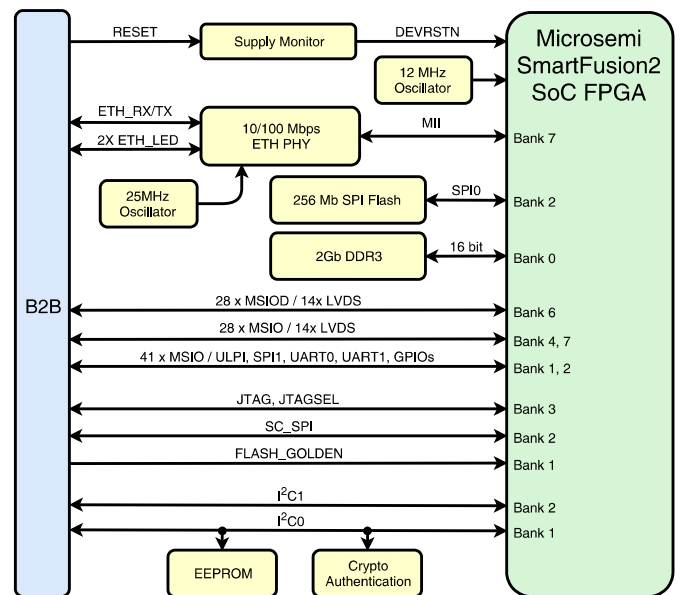 RESET
Supply Monitor
DEVRSTN
Microsemi
SmartFusion2
SoC FPGA
12 MHz
Oscillator
ETH_RX/TX
2X ETH_LED
10/100 Mbps
ETH PHY
MII
Bank 7
25MHz
Oscillator
256 Mb SPI Flash
SPI0
Bank 2
2Gb DDR3
16 bit
Bank 0
B2B
28 x MSIOD / 14x LVDS
Bank 6
28 x MSIO / 14x LVDS
Bank 4, 7
41 x MSIO / ULPI, SPI1, UART0, UART1, GPIOs
Bank 1, 2
JTAG, JTAGSEL
Bank 3
SC_SPI
Bank 2
FLASH_GOLDEN
Bank 1
I²C1
Bank 2
I²C0
Bank 1
EEPROM
Crypto
Authentication